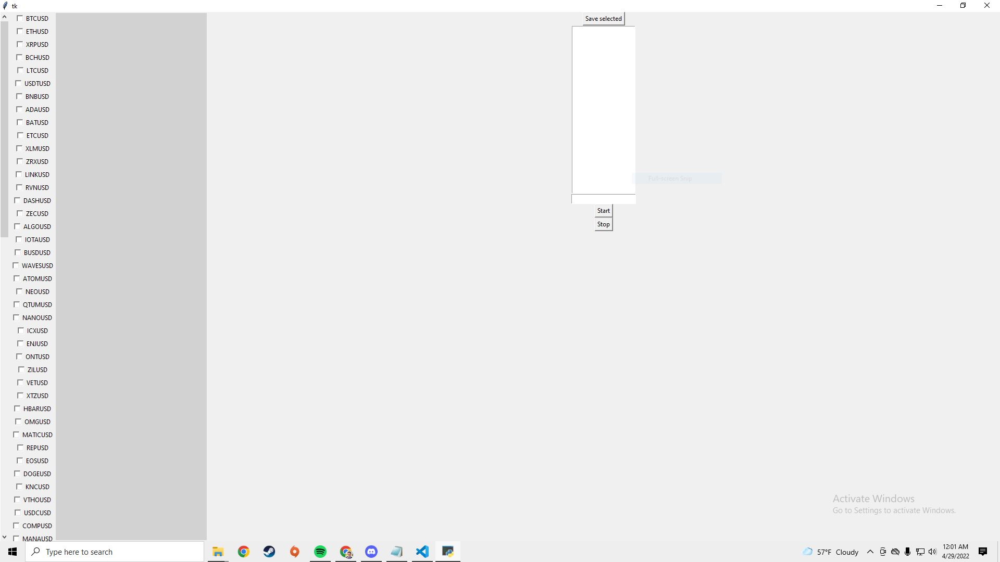 tk
BTCUSD
ETHUSD
XRPUSD
BCHUSD
LTCUSD
USDTUSD
BNBUSD
ADAUSD
BATUSD
ETCUSD
XLMUSD
ZRXUSD
LINKUSD
RVNUSD
DASHUSD
ZECUSD
ALGOUSD
IOTAUSD
BUSDUSD
WAVESUSD
ATOMUSD
NEOUSD
QTUMUSD
NANOUSD
ICXUSD
ENJUSD
ONTUSD
ZILUSD
VETUSD
XTZUSD
HBARUSD
OMGUSD
MATICUSD
REPUSD
EOSUSD
DOGEUSD
KNCUSD
VTHOUSD
USDCUSD
COMPUSD
MANAUSD
Save selected
Full-screen Snip
Start
Stop
Activate Windows
Go to Settings to activate Windows.
Type here to search
57°F Cloudy
12:01 AM
4/29/2022